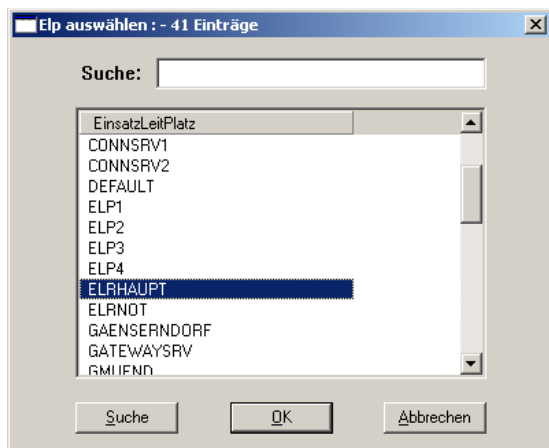 Elp auswählen : - 41 Einträge
Suche:
EinsatzLeitPlatz
CONNSRV1
CONNSRV2
DEFAULT
ELP1
ELP2
ELP3
ELP4
ELRHAUPT
ELRNOT
GAENSERNDORF
GATEWAYSRV
GMUEND
Suche OK Abbrechen